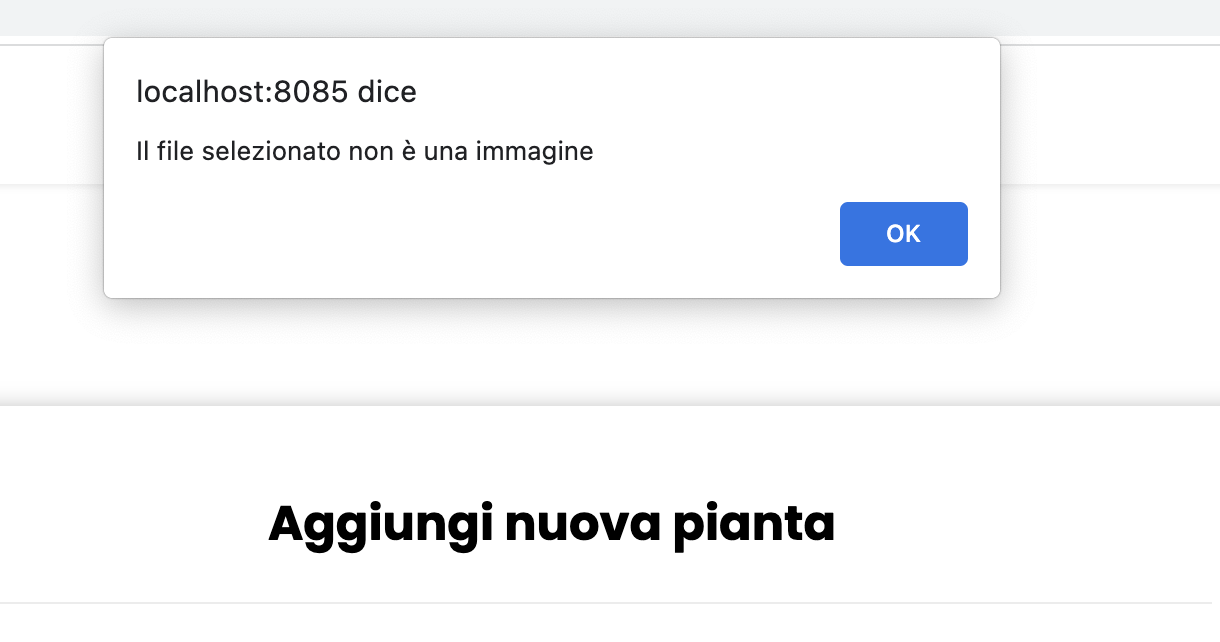 localhost:8085 dice
Il file selezionato non è una immagine
OK
Aggiungi nuova pianta